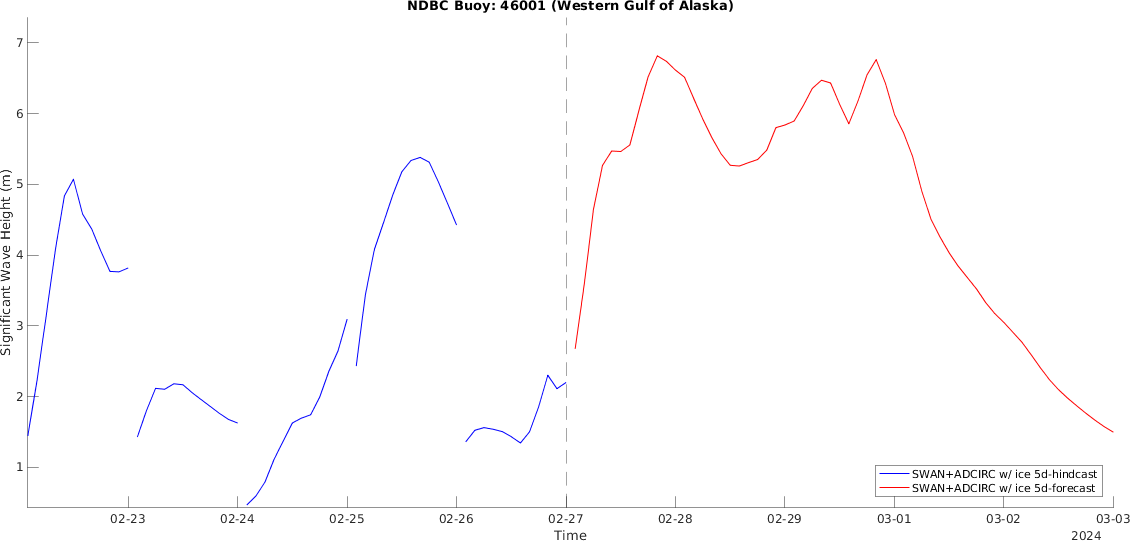 NDBC Buoy: 46001 (Western Gulf of Alaska)
Significant Wave Height (m)
7
6
5
4
3
2
1
SWAN+ADCIRC w/ ice 5d-hindcast
SWAN+ADCIRC w/ ice 5d-forecast
02-23 02-24 02-25 02-26 02-27 02-28 02-29 03-01 03-02 03-03
Time
2024